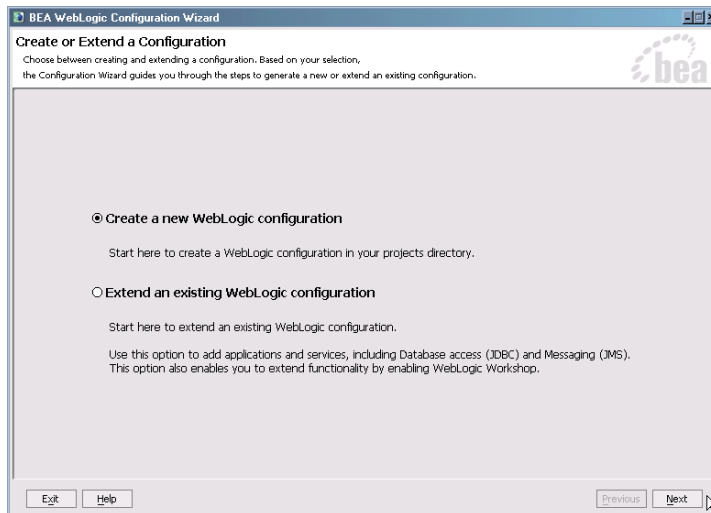 BEA WebLogic Configuration Wizard
Create or Extend a Configuration
Choose between creating and extending a configuration. Based on your selection,
the Configuration Wizard guides you through the steps to generate a new or extend an existing configuration.
bea
Create a new WebLogic configuration
Start here to create a WebLogic configuration in your projects directory.
Extend an existing WebLogic configuration
Start here to extend an existing WebLogic configuration.
Use this option to add applications and services, including Database access (JDBC) and Messaging (JMS).
This option also enables you to extend functionality by enabling WebLogic Workshop.
Exit Help Previous Next